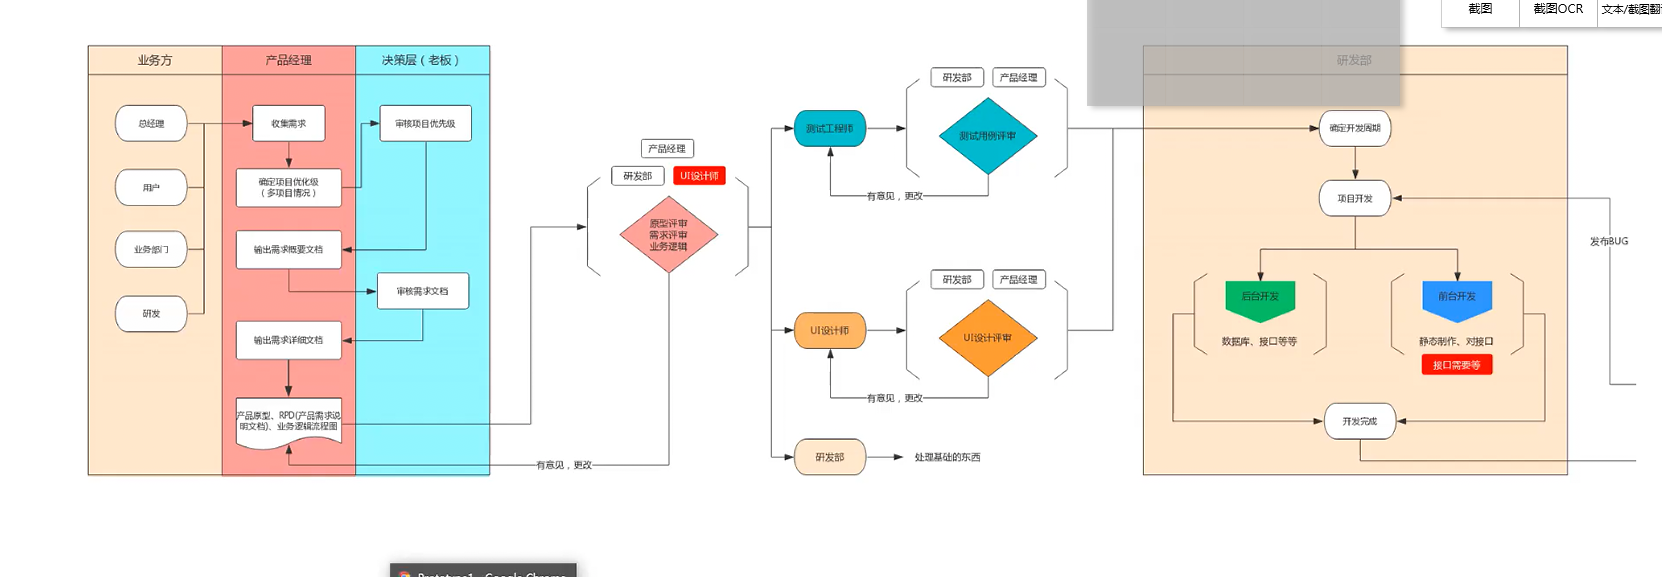 截图
截图OCR
文本/截图翻
业务方
产品经理
决策层（老板）
总经理
用户
业务部门
研发
收集需求
确定项目优化级
（多项目情况）
输出需求概要文档
输出需求详细文档
产品原型、RPD(产品需求说
明文档)、业务逻辑流程图
审核项目优先级
审核需求文档
有意见，更改
产品经理
研发部
UI设计师
原型评审
需求评审
业务逻辑
测试工程师
研发部
产品经理
测试用例评审
有意见，更改
UI设计师
研发部
产品经理
UI设计评审
有意见，更改
研发部
处理基础的东西
研发部
确定开发周期
项目开发
后台开发
数据库、接口等等
前台开发
静态制作、对接口
接口需要等
开发完成
发布BUG
Prototype1 - Google Chrome